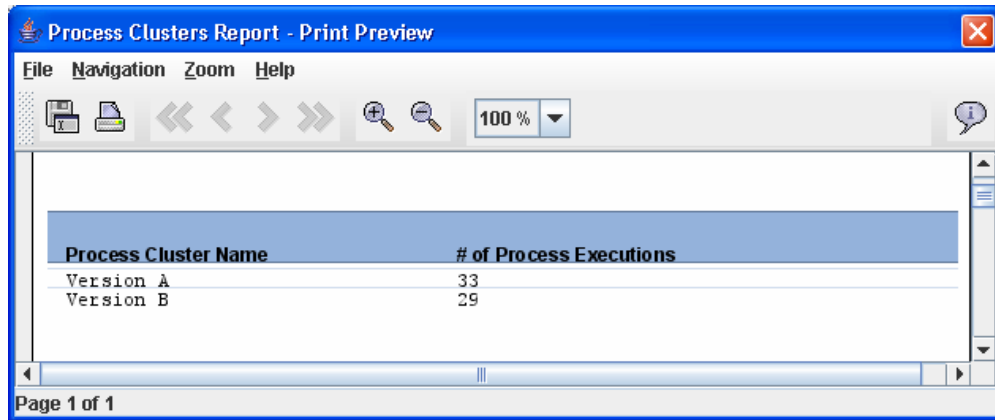 Process Clusters Report - Print Preview
File Navigation Zoom Help
100 %
Process Cluster Name # of Process Executions
Version A 33
Version B 29
Page 1 of 1